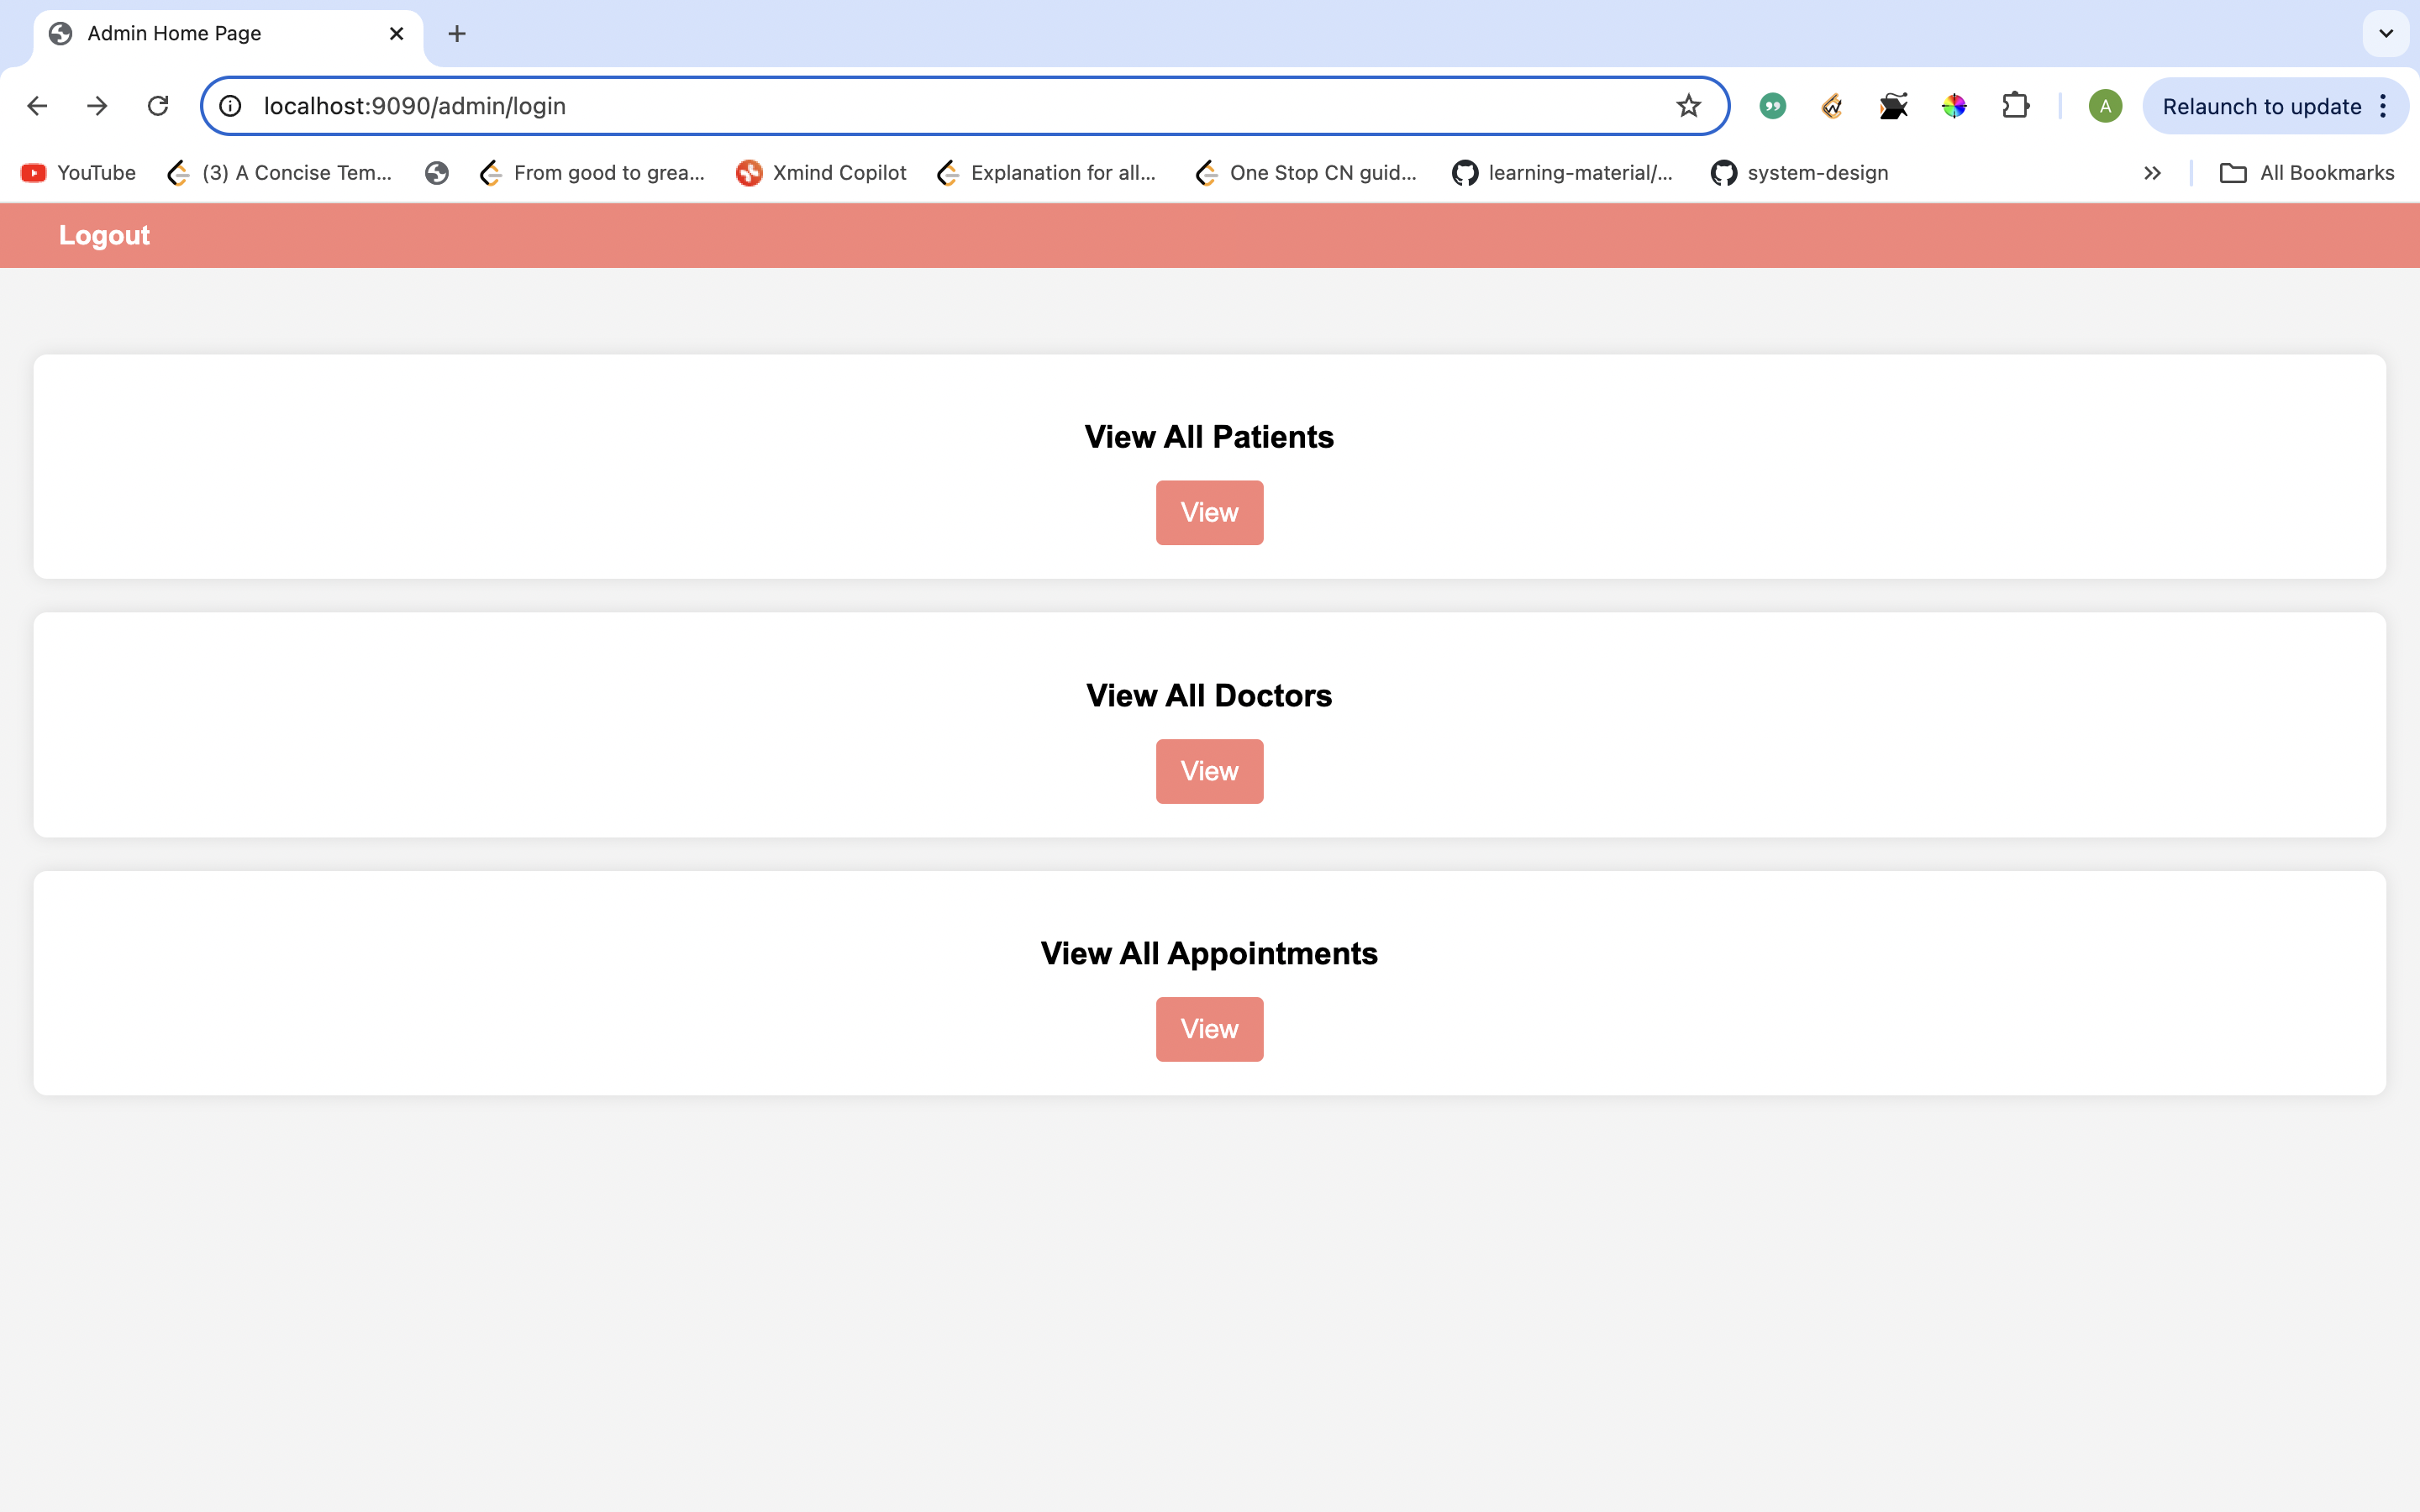 Admin Home Page
localhost:9090/admin/login
A
Relaunch to update
YouTube
(3) A Concise Tem...
From good to grea...
Xmind Copilot
Explanation for all...
One Stop CN guid...
learning-material/...
system-design
All Bookmarks
Logout
View All Patients
View
View All Doctors
View
View All Appointments
View